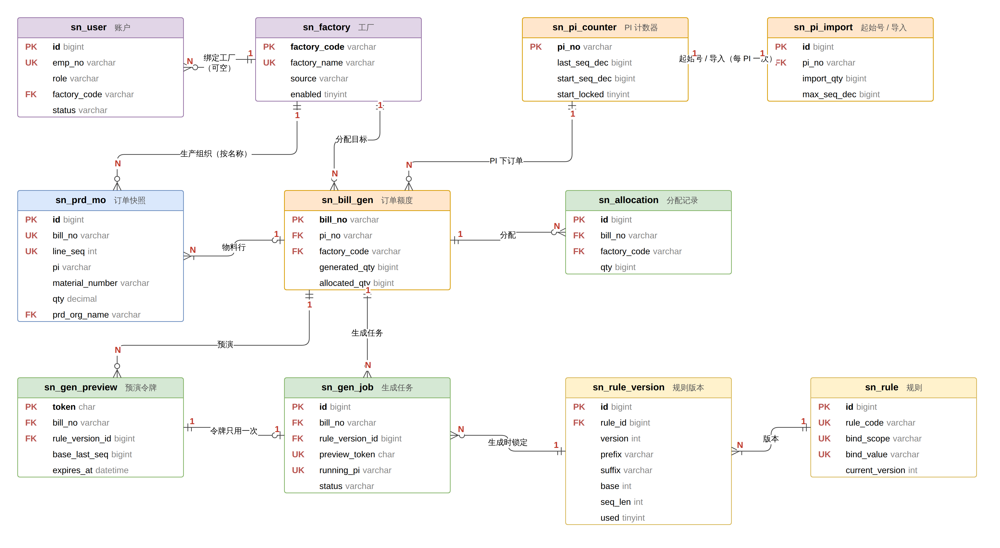 sn_user 账户
PK id bigint
UK emp_no varchar
role varchar
FK factory_code varchar
status varchar
N
绑定工厂
（可空）
1
sn_factory 工厂
PK factory_code varchar
UK factory_name varchar
source varchar
enabled tinyint
sn_pi_counter PI 计数器
PK pi_no varchar
last_seq_dec bigint
start_seq_dec bigint
start_locked tinyint
1
起始号 / 导入（每 PI 一次）
1
sn_pi_import 起始号 / 导入
PK id bigint
FK pi_no varchar
import_qty bigint
max_seq_dec bigint
1
生产组织（按名称）
N
1
分配目标
N
1
PI 下订单
N
sn_prd_mo 订单快照
PK id bigint
UK bill_no varchar
UK line_seq int
pi varchar
material_number varchar
qty decimal
FK prd_org_name varchar
N
物料行
1
sn_bill_gen 订单额度
PK bill_no varchar
FK pi_no varchar
FK factory_code varchar
generated_qty bigint
allocated_qty bigint
1
分配
N
sn_allocation 分配记录
PK id bigint
FK bill_no varchar
FK factory_code varchar
qty bigint
1
预演
N
1
生成任务
N
sn_gen_preview 预演令牌
PK token char
FK bill_no varchar
FK rule_version_id bigint
base_last_seq bigint
expires_at datetime
1
令牌只用一次
1
sn_gen_job 生成任务
PK id bigint
FK bill_no varchar
FK rule_version_id bigint
UK preview_token char
UK running_pi varchar
status varchar
N
生成时锁定
1
sn_rule_version 规则版本
PK id bigint
FK rule_id bigint
version int
prefix varchar
suffix varchar
base int
seq_len int
used tinyint
N
版本
1
sn_rule 规则
PK id bigint
UK rule_code varchar
UK bind_scope varchar
UK bind_value varchar
current_version int